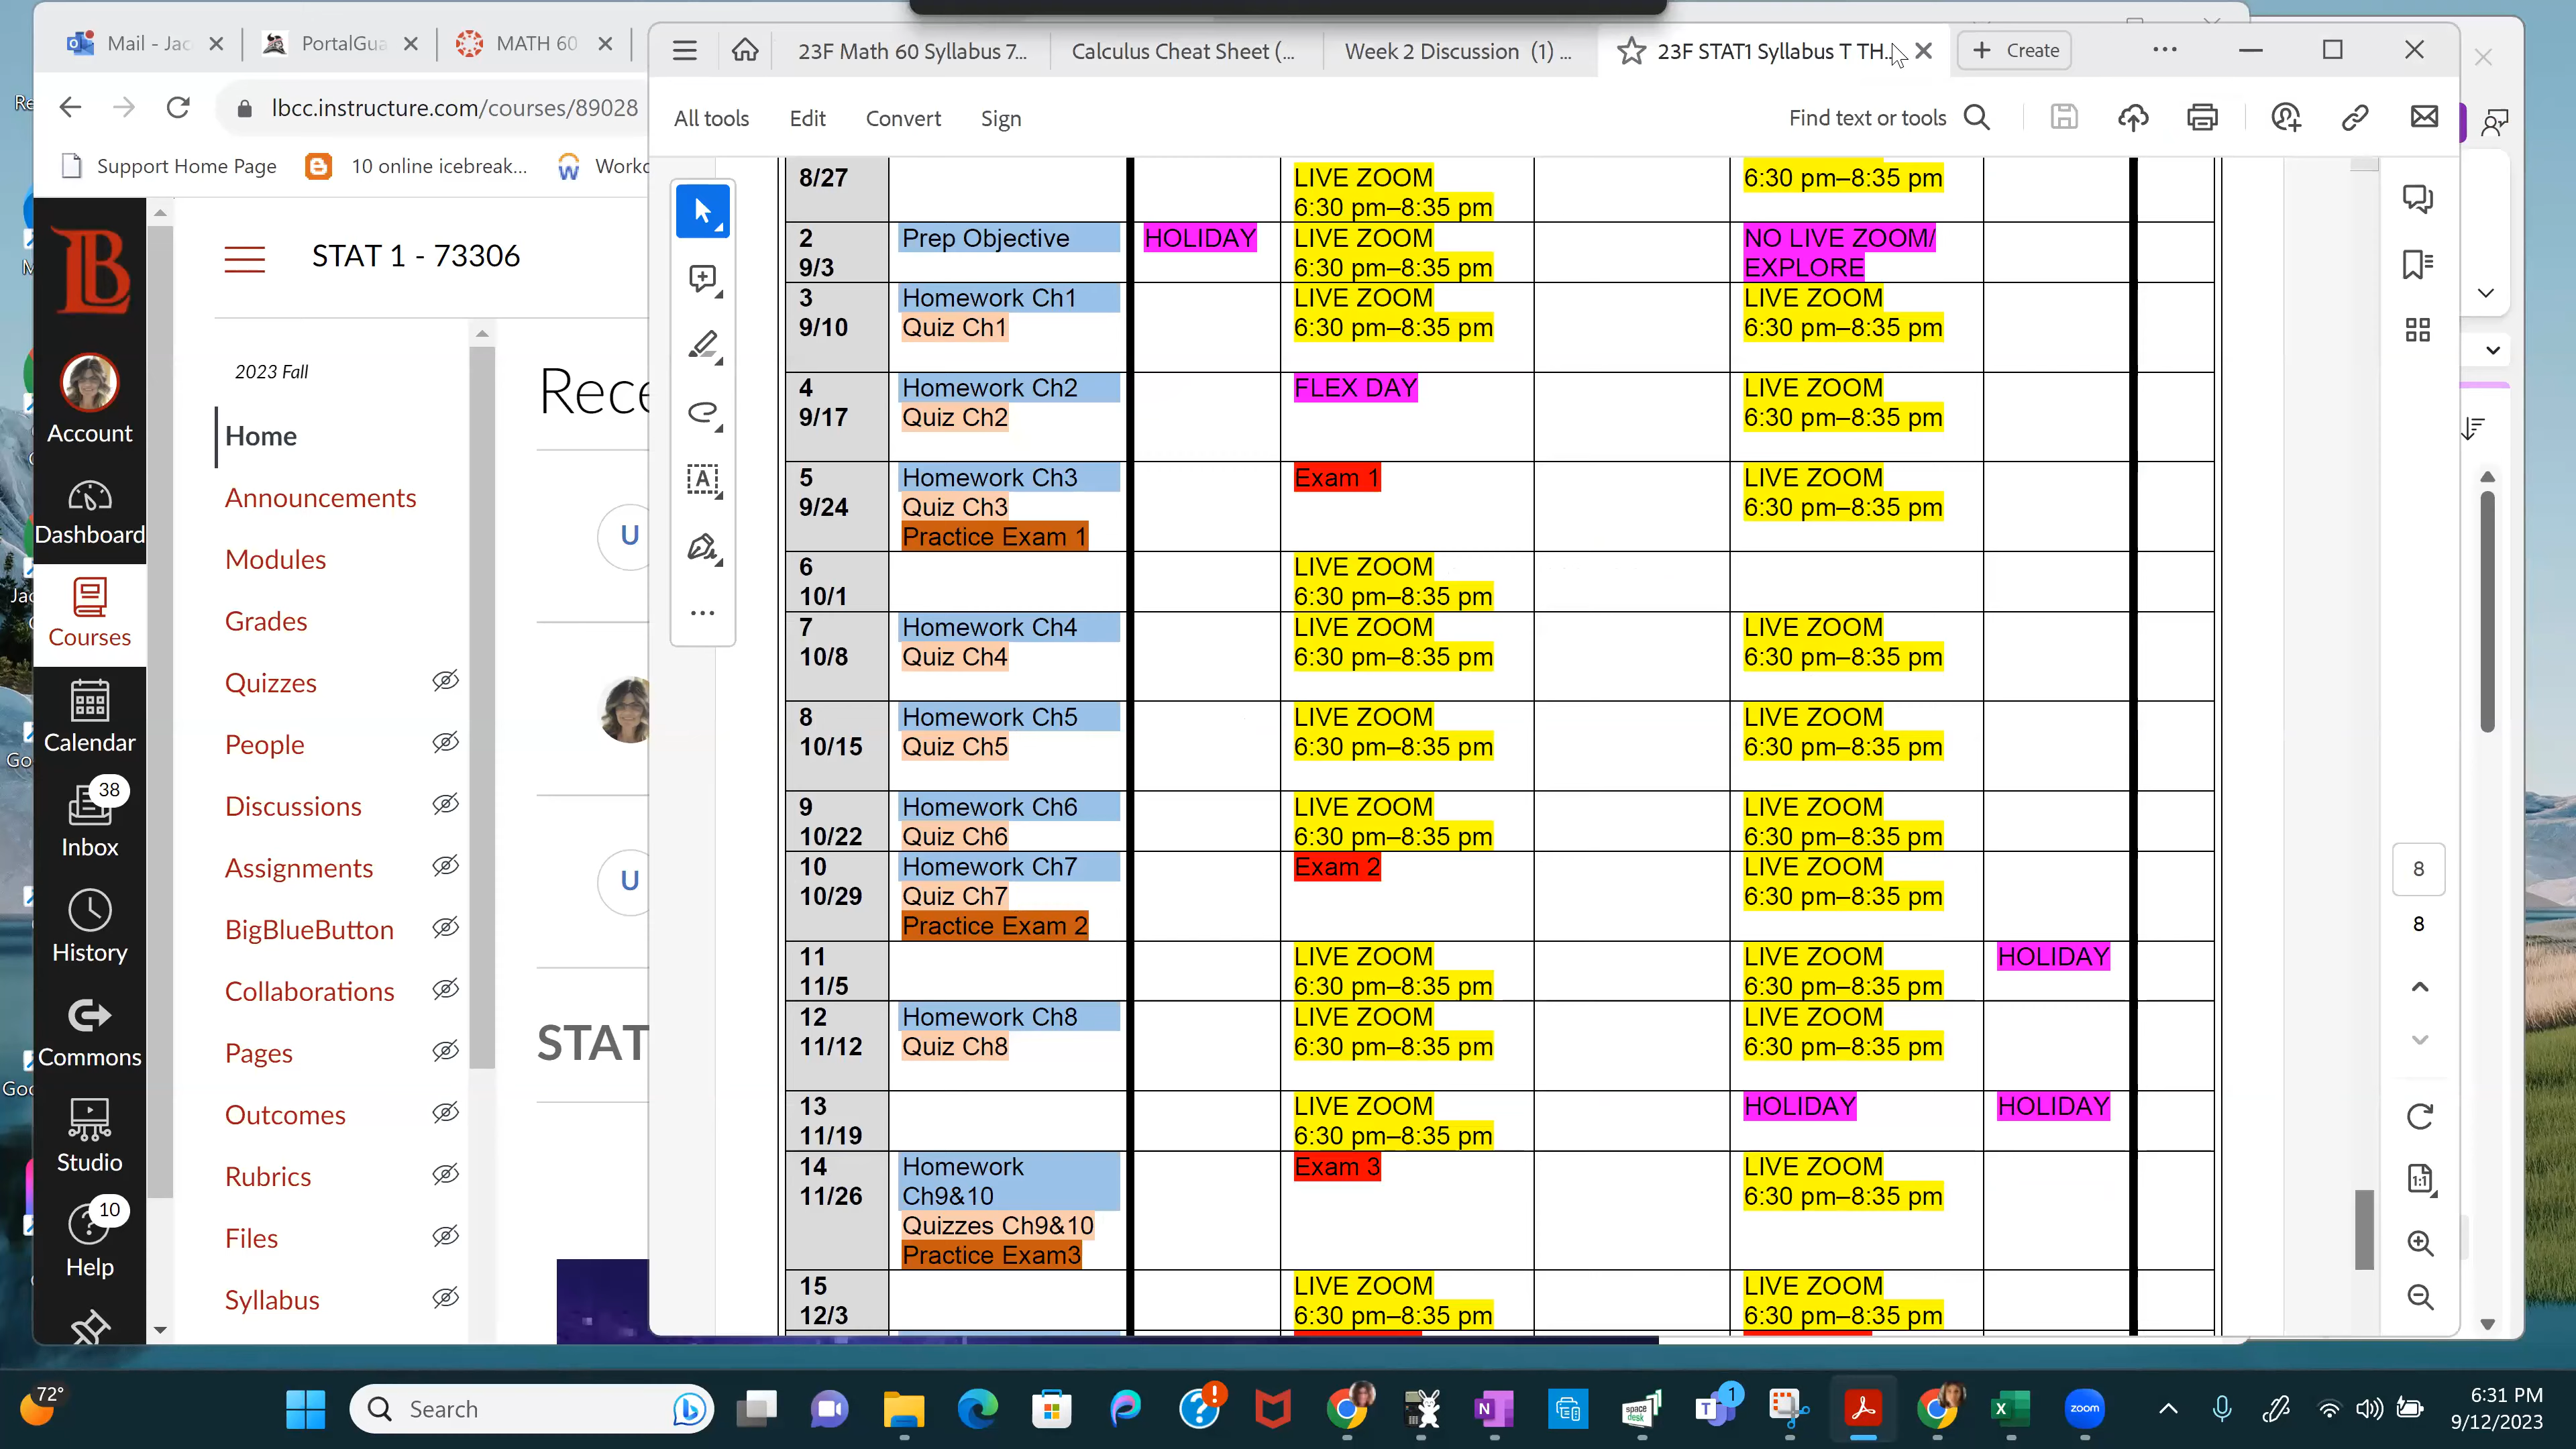 Mail - Jac
PortalGua
MATH 60
23F Math 60 Syllabus 7...
Calculus Cheat Sheet (...
Week 2 Discussion (1) ...
23F STAT1 Syllabus T TH...
Create
lbcc.instructure.com/courses/89028
All tools
Edit
Convert
Sign
Find text or tools
Support Home Page
10 online icebreak...
STAT 1 - 73306
2023 Fall
Home
Announcements
Modules
Grades
Quizzes
People
Discussions
Assignments
BigBlueButton
Collaborations
Pages
Outcomes
Rubrics
Files
Syllabus
LB
Account
Dashboard
Courses
Calendar
38
Inbox
History
Commons
Studio
10
Help
Rece
U
U
STAT
8/27
LIVE ZOOM
6:30 pm–8:35 pm
6:30 pm–8:35 pm
2
9/3
Prep Objective
HOLIDAY
LIVE ZOOM
6:30 pm–8:35 pm
NO LIVE ZOOM/
EXPLORE
3
9/10
Homework Ch1
Quiz Ch1
LIVE ZOOM
6:30 pm–8:35 pm
LIVE ZOOM
6:30 pm–8:35 pm
4
9/17
Homework Ch2
Quiz Ch2
FLEX DAY
LIVE ZOOM
6:30 pm–8:35 pm
5
9/24
Homework Ch3
Quiz Ch3
Practice Exam 1
Exam 1
LIVE ZOOM
6:30 pm–8:35 pm
6
10/1
LIVE ZOOM
6:30 pm–8:35 pm
7
10/8
Homework Ch4
Quiz Ch4
LIVE ZOOM
6:30 pm–8:35 pm
LIVE ZOOM
6:30 pm–8:35 pm
8
10/15
Homework Ch5
Quiz Ch5
LIVE ZOOM
6:30 pm–8:35 pm
LIVE ZOOM
6:30 pm–8:35 pm
9
10/22
Homework Ch6
Quiz Ch6
LIVE ZOOM
6:30 pm–8:35 pm
LIVE ZOOM
6:30 pm–8:35 pm
10
10/29
Homework Ch7
Quiz Ch7
Practice Exam 2
Exam 2
LIVE ZOOM
6:30 pm–8:35 pm
11
11/5
LIVE ZOOM
6:30 pm–8:35 pm
LIVE ZOOM
6:30 pm–8:35 pm
HOLIDAY
12
11/12
Homework Ch8
Quiz Ch8
LIVE ZOOM
6:30 pm–8:35 pm
LIVE ZOOM
6:30 pm–8:35 pm
13
11/19
LIVE ZOOM
6:30 pm–8:35 pm
HOLIDAY
HOLIDAY
14
11/26
Homework
Ch9&10
Quizzes Ch9&10
Practice Exam3
Exam 3
LIVE ZOOM
6:30 pm–8:35 pm
15
12/3
LIVE ZOOM
6:30 pm–8:35 pm
LIVE ZOOM
6:30 pm–8:35 pm
8
8
72°
Search
space
desk
1
zoom
6:31 PM
9/12/2023